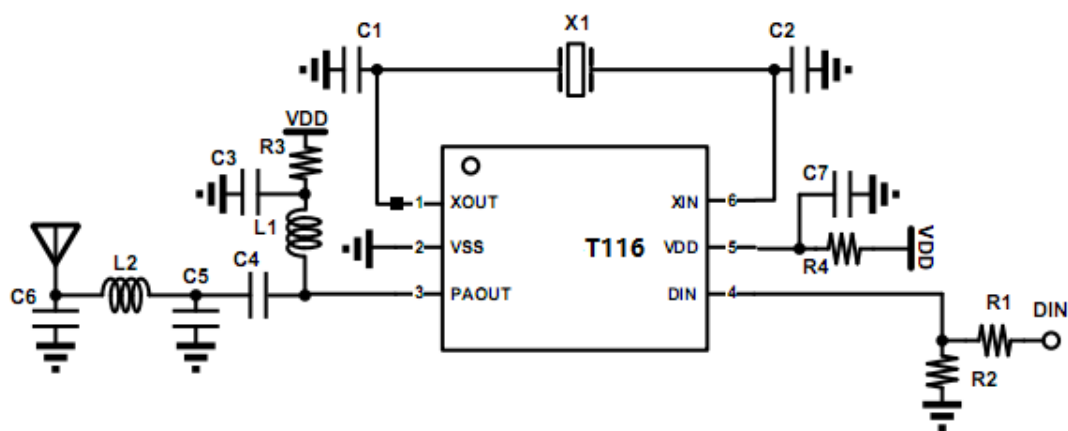 C1
X1
C2
VDD
R3
C3
L1
C7
1 XOUT
XIN 6
2 VSS
T116
VDD 5
R4
VDD
L2
C5
C4
C6
3 PAOUT
DIN 4
R1
DIN
R2